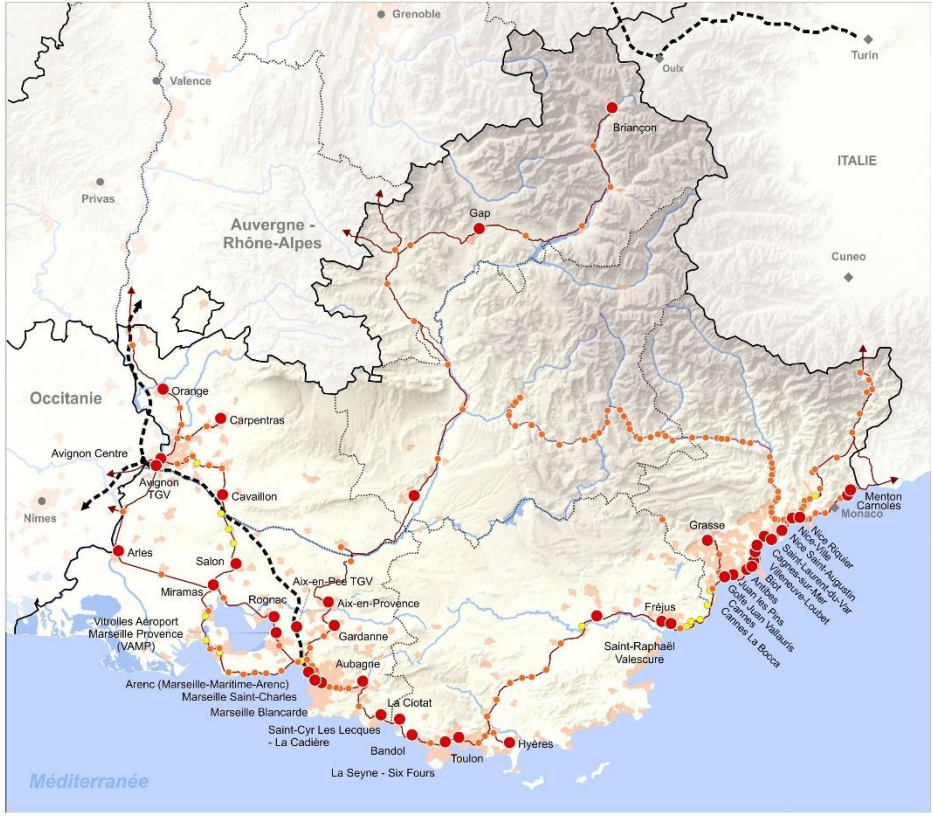 Grenoble
Turin
Oulx
Valence
Briançon
ITALIE
Privas
Gap
Auvergne -
Rhône-Alpes
Cuneo
Orange
Occitanie
Carpentras
Avignon Centre
Avignon
TGV
Cavaillon
Menton
Carnoles
Monaco
Nîmes
Grasse
Nice Riquier
Nice-Ville
Nice Saint-Augustin
Saint-Laurent-du-Var
Cagnes-sur-Mer
Villeneuve-Loubet
Biot
Antibes
Juan les Pins
Golfe Juan Vallauris
Cannes
Cannes La Bocca
Arles
Salon
Aix-en-Pce TGV
Miramas
Rognac
Aix-en-Provence
Fréjus
Vitrolles Aéroport
Marseille Provence
(VAMP)
Gardanne
Saint-Raphaël
Valescure
Aubagne
Arenc (Marseille-Maritime-Arenc)
Marseille Saint-Charles
La Ciotat
Marseille Blancarde
Saint-Cyr Les Lecques
- La Cadière
Bandol
Toulon
Hyères
La Seyne - Six Fours
Méditerranée